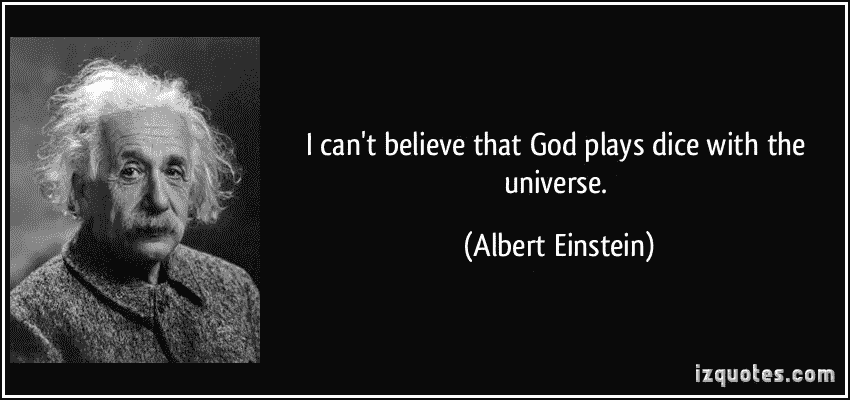 I can't believe that God plays dice with the
universe.
(Albert Einstein)
izquotes.com